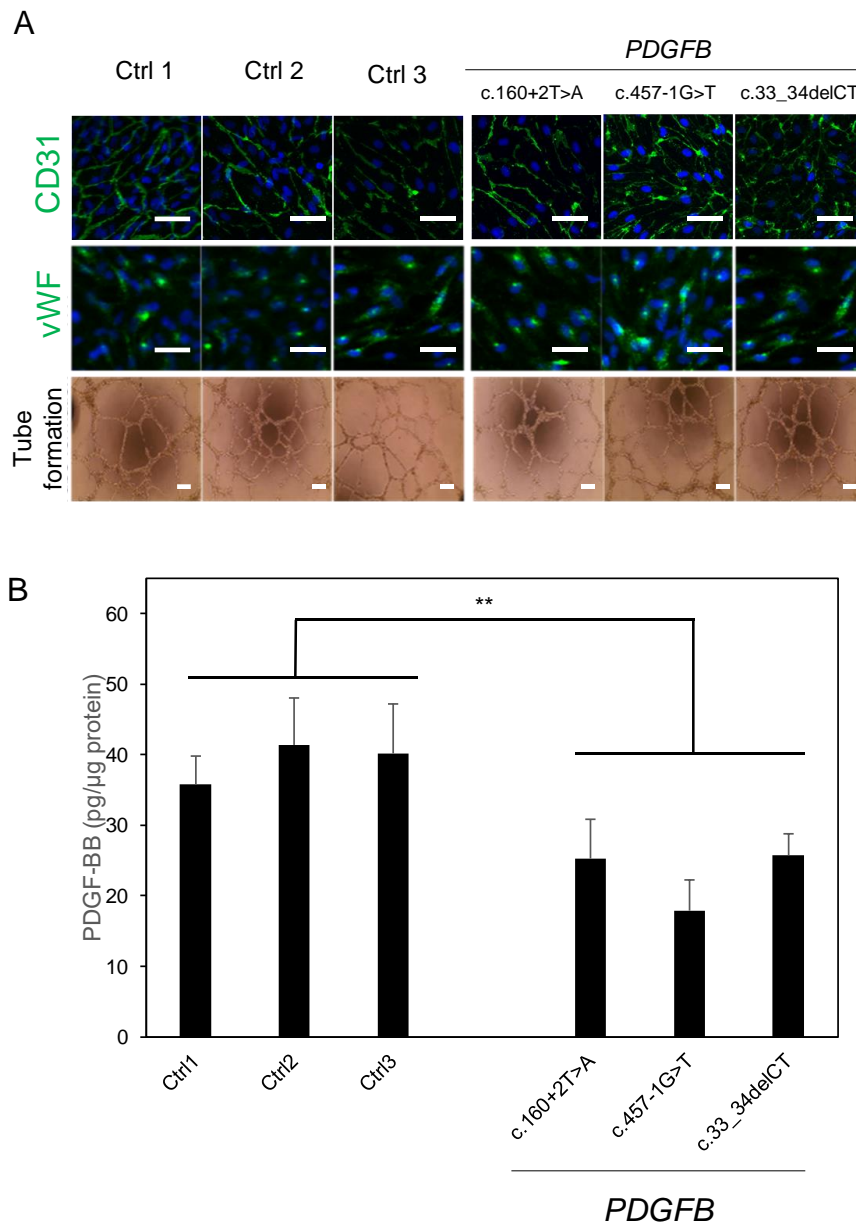 A
Ctrl 1 Ctrl 2 Ctrl 3 PDGFB
c.160+2T>A c.457-1G>T c.33_34delCT
CD31
vWF
Tube
formation
B
**
PDGF-BB (pg/µg protein)
60
50
40
30
20
10
0
Ctrl1 Ctrl2 Ctrl3 c.160+2T>A c.457-1G>T c.33_34delCT
PDGFB